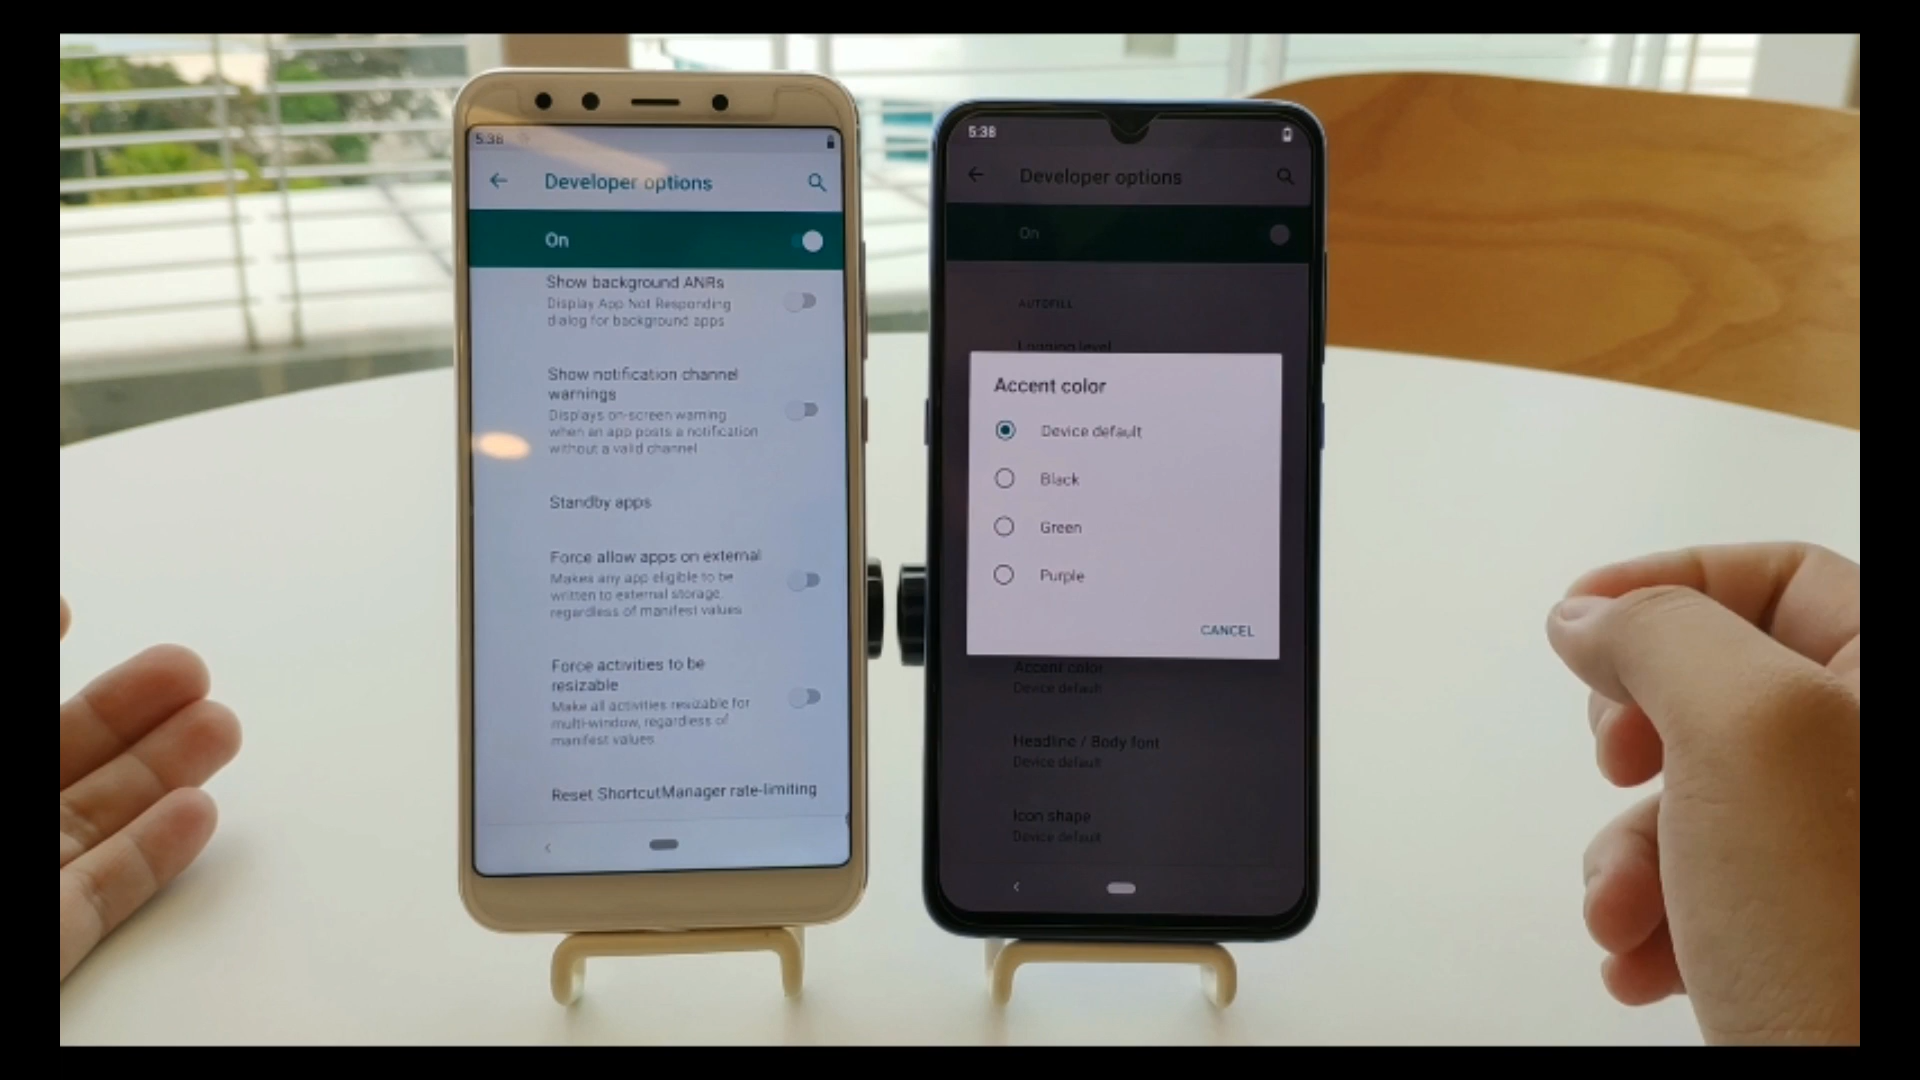 5:38
Developer options
On
Show background ANRs
Display App Not Responding
dialog for background apps
Show notification channel
warnings
Displays on-screen warning
when an app posts a notification
without a valid channel
Standby apps
Force allow apps on external
Makes any app eligible to be
written to external storage,
regardless of manifest values
Force activities to be
resizable
Make all activities resizable for
multi-window, regardless of
manifest values.
Reset ShortcutManager rate-limiting
5:38
Developer options
On
AUTOFILL
Logging level
Accent color
Device default
Black
Green
Purple
CANCEL
Accent color
Device default
Headline / Body font
Device default
Icon shape
Device default